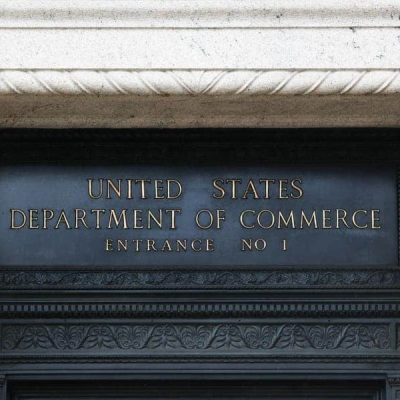 UNITED STATES
DEPARTMENT OF COMMERCE
ENTRANCE NO 1